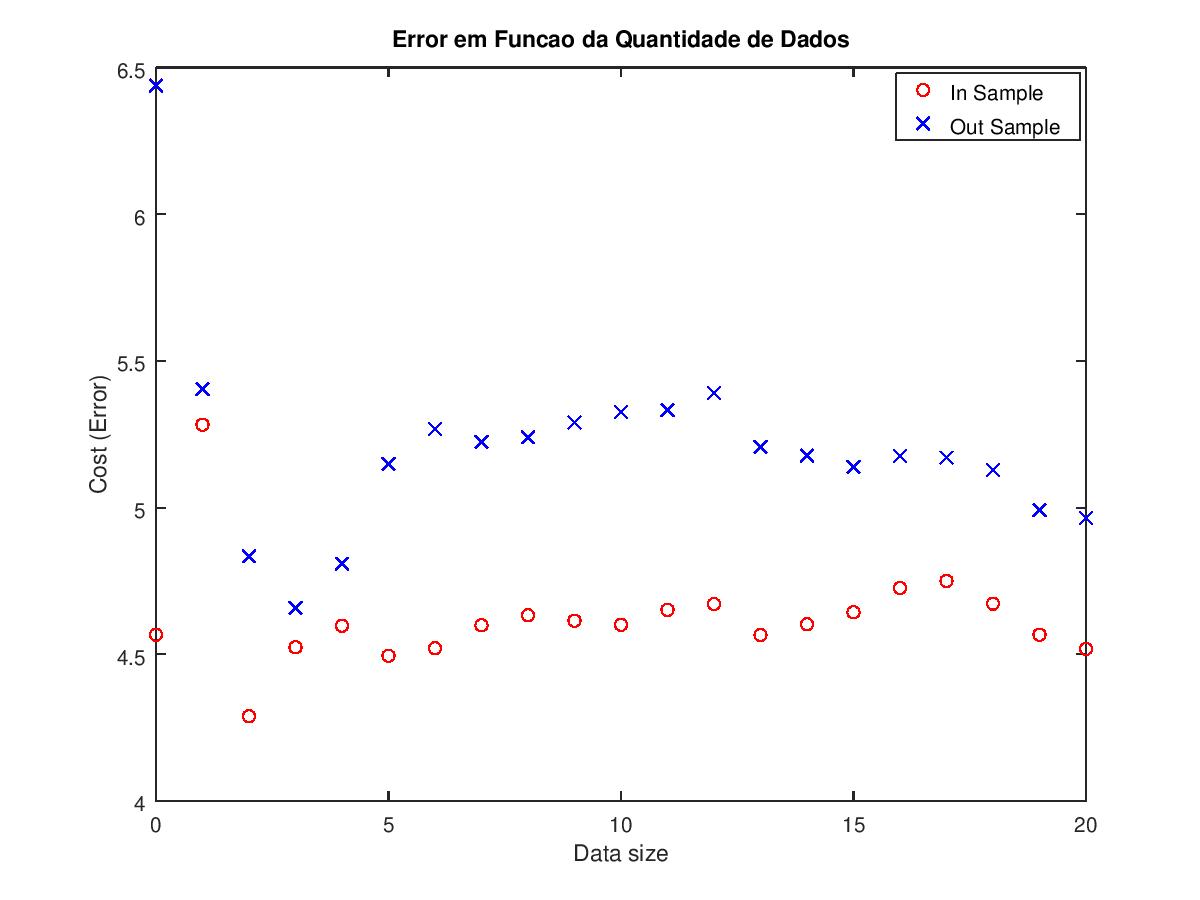 Error em Funcao da Quantidade de Dados
6.5
6
5.5
5
4.5
4
Cost (Error)
In Sample
Out Sample
0 5 10 15 20
Data size